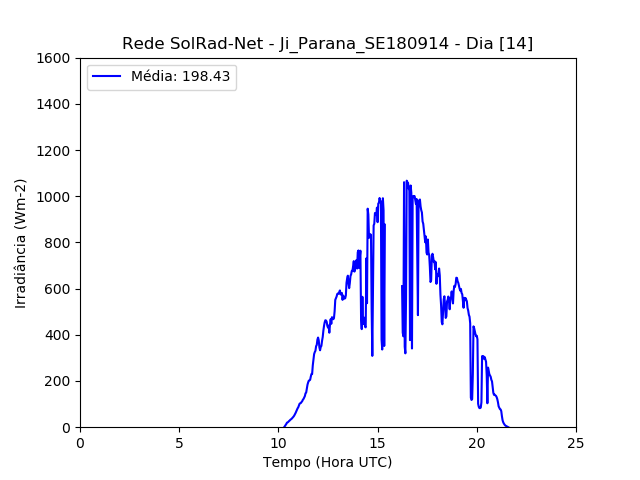 Rede SolRad-Net - Ji_Parana_SE180914 - Dia [14]
Média: 198.43
1600
1400
1200
1000
800
600
400
200
0
Irradiância (Wm-2)
0 5 10 15 20 25
Tempo (Hora UTC)